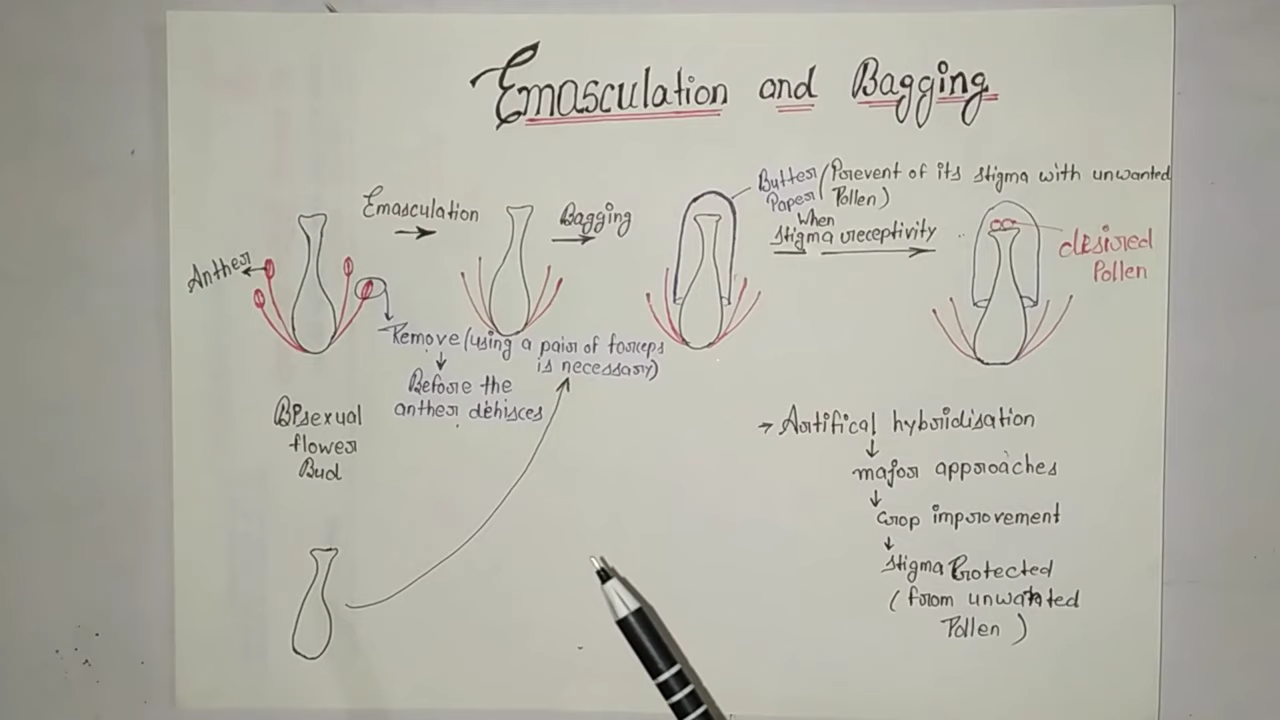 Emasculation and Bagging
Butter (Prevent of its stigma with unwanted
Paper Pollen)
Emasculation
Bagging
When
Stigma receptivity
Anther
desired
Pollen
Remove (using a pair of forceps
is necessary)
Before the
anther dehisces
Bisexual
flower
Bud
→ Artifical hybridisation
↓
major approaches
↓
Crop improvement
↓
Stigma Protected
(from unwanted
Pollen)